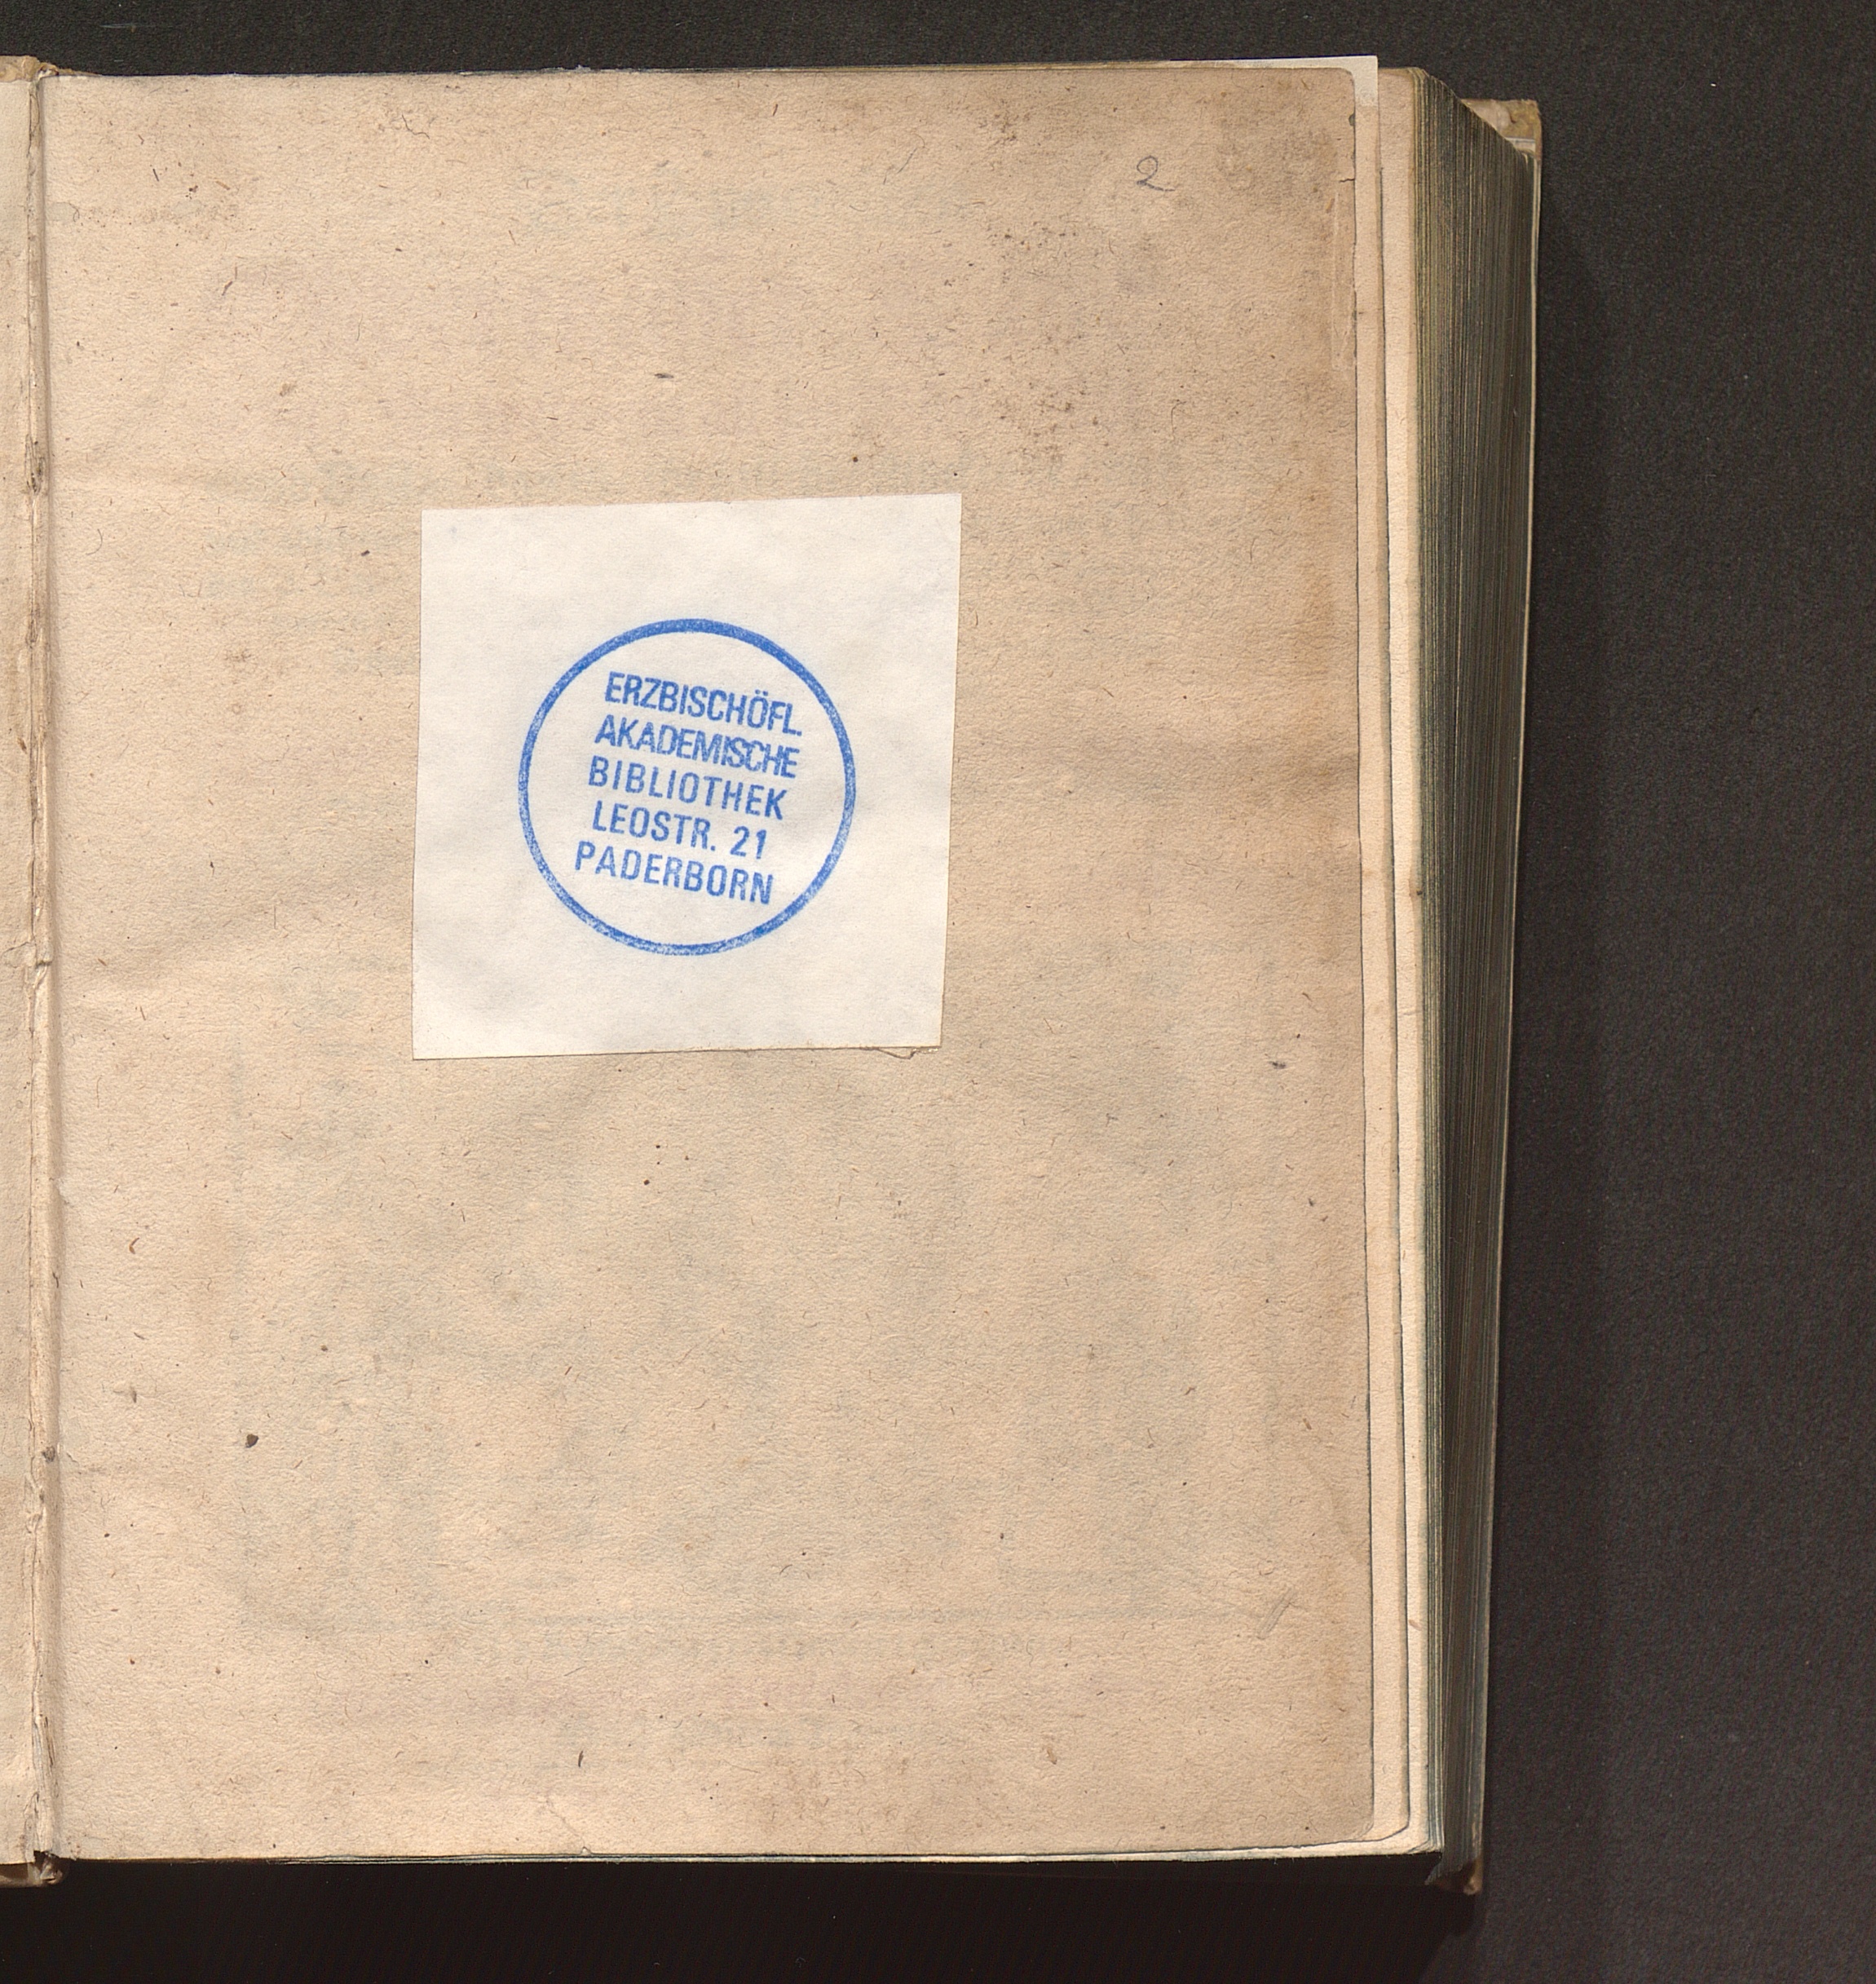 2
ERZBISCHÖFL.
AKADEMISCHE
BIBLIOTHEK
LEOSTR. 21
PADERBORN